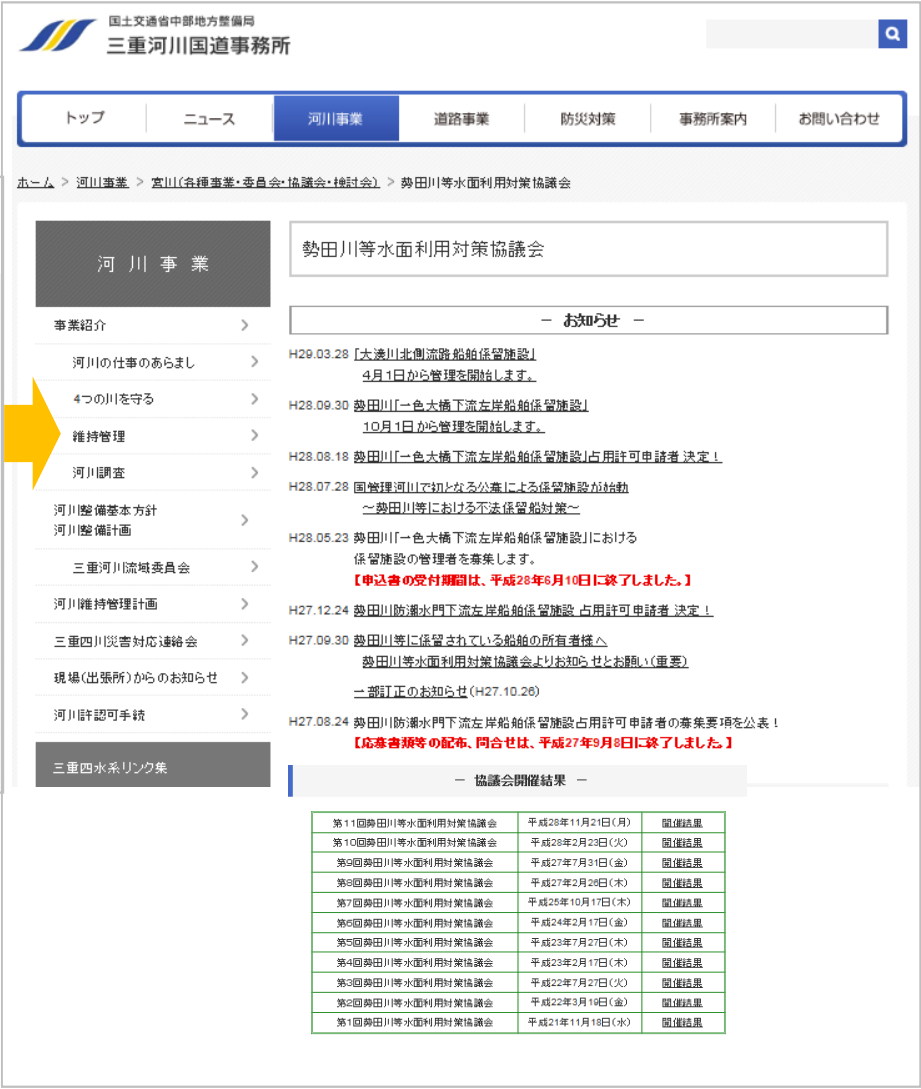 国土交通省中部地方整備局
三重河川国道事務所
トップ ニュース 河川事業 道路事業 防災対策 事務所案内 お問い合わせ
ホーム > 河川事業 > 宮川(各種事業・委員会・協議会・検討会) > 勢田川等水面利用対策協議会
河川事業
事業紹介
河川の仕事のあらまし
4つの川を守る
維持管理
河川調査
河川整備基本方針
河川整備計画
三重河川流域委員会
河川維持管理計画
三重四川災害対応連絡会
現場(出張所)からのお知らせ
河川許認可手続
三重四水系リンク集
勢田川等水面利用対策協議会
－ お知らせ －
H29.03.28 「大湊川北側流路船舶係留施設」
4月1日から管理を開始します。
H28.09.30 勢田川「一色大橋下流左岸船舶係留施設」
10月1日から管理を開始します。
H28.08.18 勢田川「一色大橋下流左岸船舶係留施設」占用許可申請者 決定！
H28.07.28 国管理河川で初となる公募による係留施設が始動
～勢田川等における不法係留船対策～
H28.05.23 勢田川「一色大橋下流左岸船舶係留施設」における
係留施設の管理者を募集します。
【申込書の受付期間は、平成28年6月10日に終了しました。】
H27.12.24 勢田川防潮水門下流左岸船舶係留施設 占用許可申請者 決定！
H27.09.30 勢田川等に係留されている船舶の所有者様へ
勢田川等水面利用対策協議会よりお知らせとお願い(重要)
一部訂正のお知らせ(H27.10.26)
H27.08.24 勢田川防潮水門下流左岸船舶係留施設占用許可申請者の募集要項を公表！
【応募書類等の配布、問合せは、平成27年9月8日に終了しました。】
－ 協議会開催結果 －
第11回勢田川等水面利用対策協議会 平成28年11月21日(月) 開催結果
第10回勢田川等水面利用対策協議会 平成28年2月23日(火) 開催結果
第9回勢田川等水面利用対策協議会 平成27年7月31日(金) 開催結果
第8回勢田川等水面利用対策協議会 平成27年2月26日(木) 開催結果
第7回勢田川等水面利用対策協議会 平成25年10月17日(木) 開催結果
第6回勢田川等水面利用対策協議会 平成24年2月17日(金) 開催結果
第5回勢田川等水面利用対策協議会 平成23年7月27日(木) 開催結果
第4回勢田川等水面利用対策協議会 平成23年2月17日(木) 開催結果
第3回勢田川等水面利用対策協議会 平成22年7月27日(火) 開催結果
第2回勢田川等水面利用対策協議会 平成22年3月19日(金) 開催結果
第1回勢田川等水面利用対策協議会 平成21年11月18日(水) 開催結果